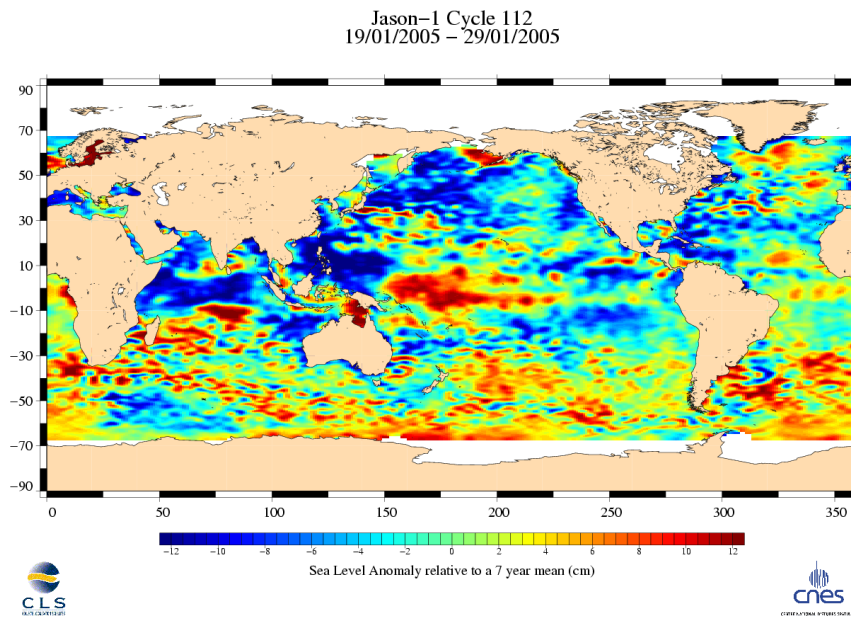 Jason−1 Cycle 112
19/01/2005 − 29/01/2005
90
70
50
30
10
−10
−30
−50
−70
−90
0 50 100 150 200 250 300 350
−12 −10 −8 −6 −4 −2 0 2 4 6 8 10 12
Sea Level Anomaly relative to a 7 year mean (cm)
CLS
cnes